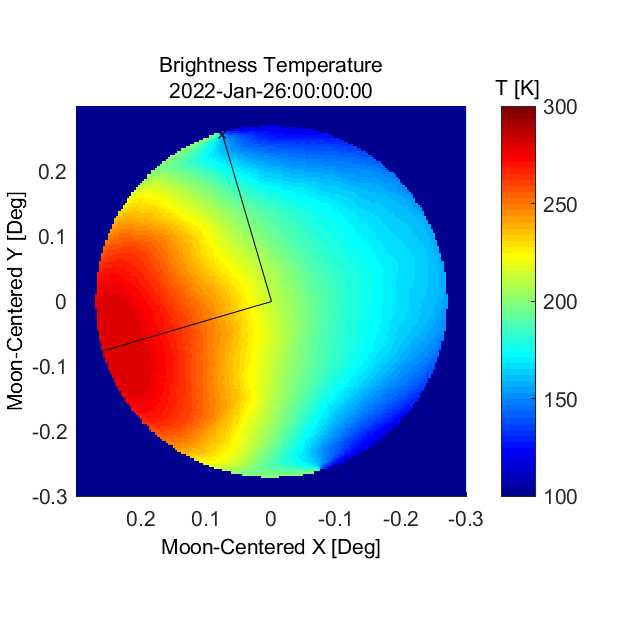 Brightness Temperature
2022-Jan-26:00:00:00
T [K]
300
250
200
150
100
Moon-Centered Y [Deg]
0.2
0.1
0
-0.1
-0.2
-0.3
0.2 0.1 0 -0.1 -0.2 -0.3
Moon-Centered X [Deg]